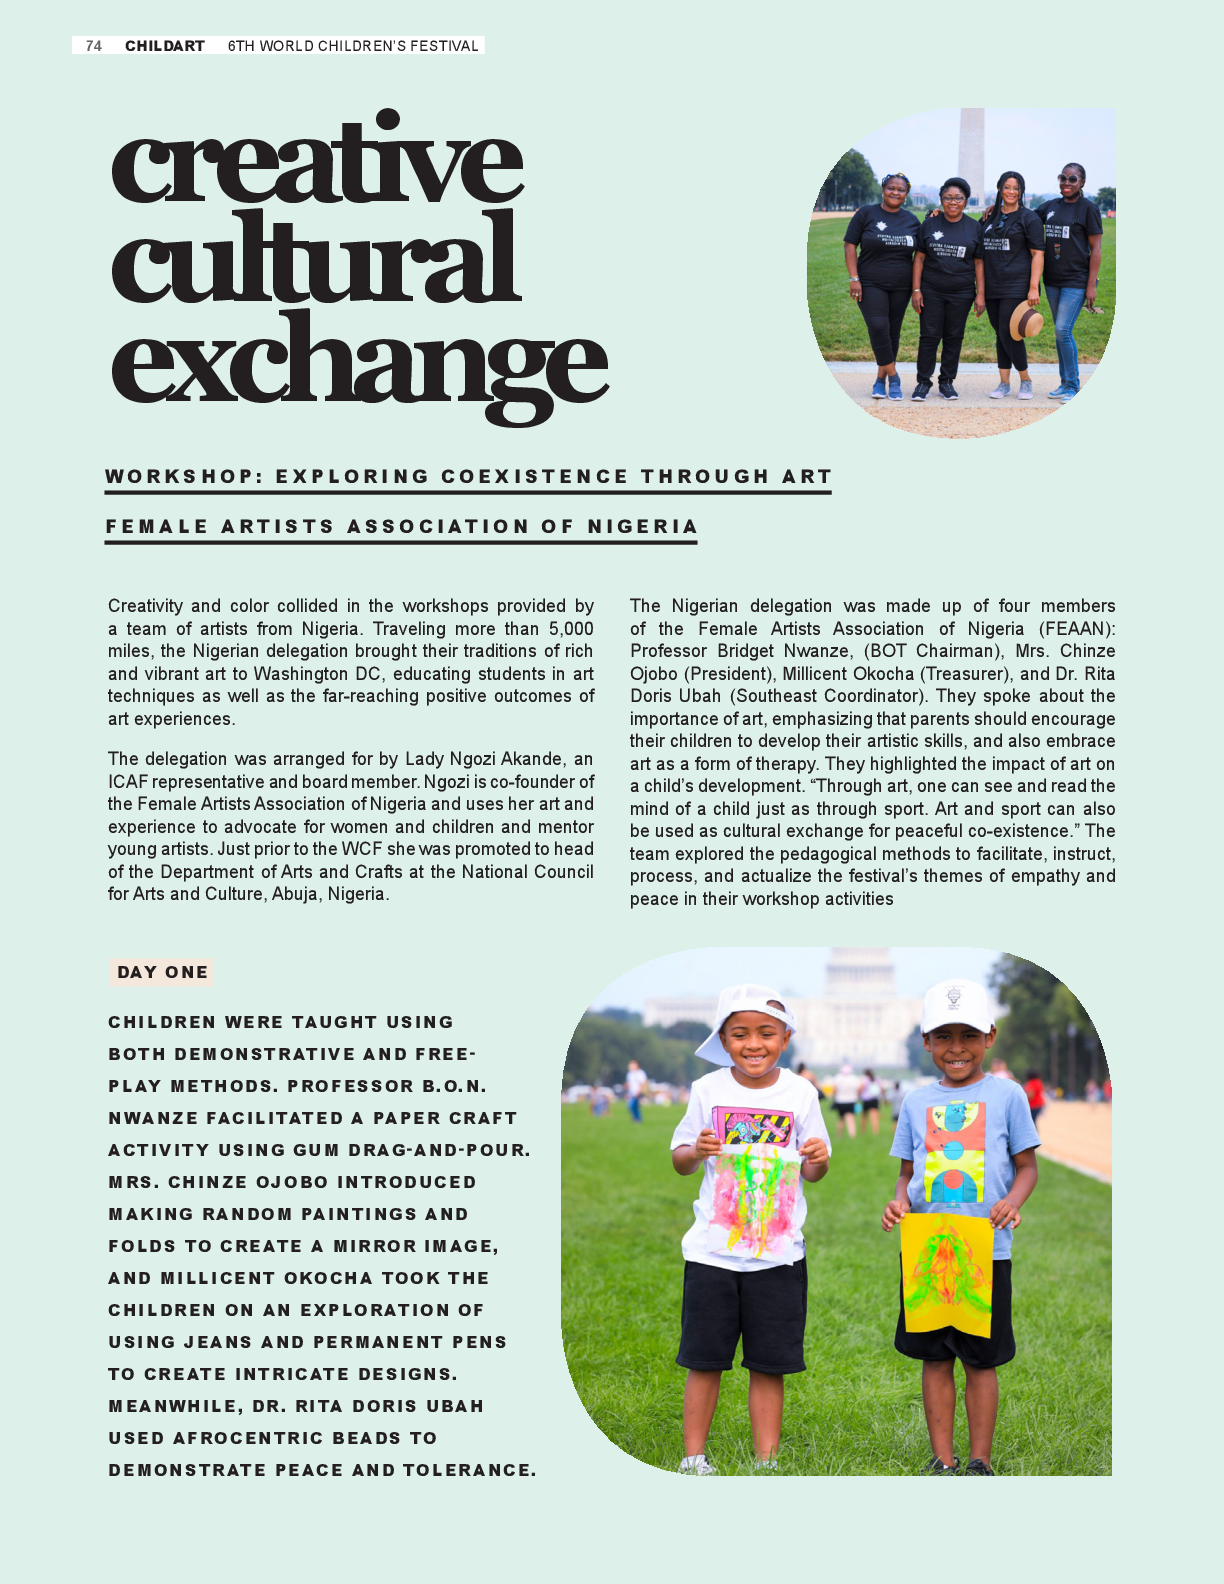 74 CHILDART 6TH WORLD CHILDREN'S FESTIVAL
creative
cultural
exchange
WORKSHOP: EXPLORING COEXISTENCE THROUGH ART
FEMALE ARTISTS ASSOCIATION OF NIGERIA
Creativity and color collided in the workshops provided by
a team of artists from Nigeria. Traveling more than 5,000
miles, the Nigerian delegation brought their traditions of rich
and vibrant art to Washington DC, educating students in art
techniques as well as the far-reaching positive outcomes of
art experiences.
The delegation was arranged for by Lady Ngozi Akande, an
ICAF representative and board member. Ngozi is co-founder of
the Female Artists Association of Nigeria and uses her art and
experience to advocate for women and children and mentor
young artists. Just prior to the WCF she was promoted to head
of the Department of Arts and Crafts at the National Council
for Arts and Culture, Abuja, Nigeria.
The Nigerian delegation was made up of four members
of the Female Artists Association of Nigeria (FEAAN):
Professor Bridget Nwanze, (BOT Chairman), Mrs. Chinze
Ojobo (President), Millicent Okocha (Treasurer), and Dr. Rita
Doris Ubah (Southeast Coordinator). They spoke about the
importance of art, emphasizing that parents should encourage
their children to develop their artistic skills, and also embrace
art as a form of therapy. They highlighted the impact of art on
a child's development. “Through art, one can see and read the
mind of a child just as through sport. Art and sport can also
be used as cultural exchange for peaceful co-existence.” The
team explored the pedagogical methods to facilitate, instruct,
process, and actualize the festival's themes of empathy and
peace in their workshop activities
DAY ONE
CHILDREN WERE TAUGHT USING
BOTH DEMONSTRATIVE AND FREE-
PLAY METHODS. PROFESSOR B.O.N.
NWANZE FACILITATED A PAPER CRAFT
ACTIVITY USING GUM DRAG-AND-POUR.
MRS. CHINZE OJOBO INTRODUCED
MAKING RANDOM PAINTINGS AND
FOLDS TO CREATE A MIRROR IMAGE,
AND MILLICENT OKOCHA TOOK THE
CHILDREN ON AN EXPLORATION OF
USING JEANS AND PERMANENT PENS
TO CREATE INTRICATE DESIGNS.
MEANWHILE, DR. RITA DORIS UBAH
USED AFROCENTRIC BEADS TO
DEMONSTRATE PEACE AND TOLERANCE.